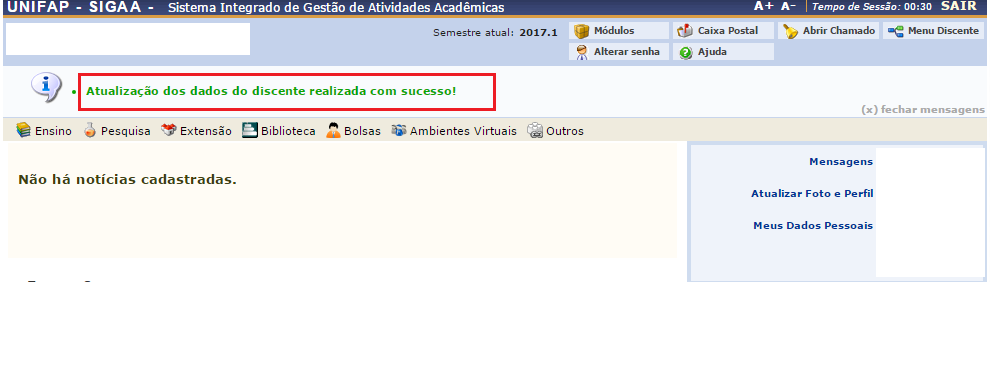 UNIFAP - SIGAA - Sistema Integrado de Gestão de Atividades Acadêmicas A+ A- Tempo de Sessão: 00:30 SAIR
Semestre atual: 2017.1 Módulos Caixa Postal Abrir Chamado Menu Discente
Alterar senha Ajuda
• Atualização dos dados do discente realizada com sucesso!
(x) fechar mensagens
Ensino Pesquisa Extensão Biblioteca Bolsas Ambientes Virtuais Outros
Mensagens
Não há notícias cadastradas.
Atualizar Foto e Perfil
Meus Dados Pessoais